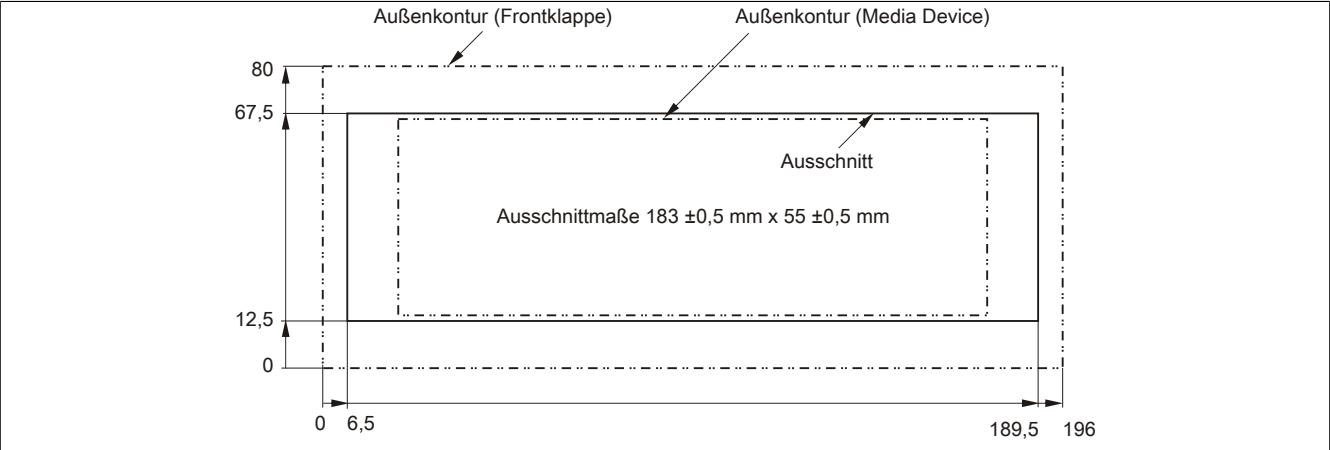 Außenkontur (Frontklappe)
Außenkontur (Media Device)
80
67,5
Ausschnitt
Ausschnittmaße 183 ±0,5 mm x 55 ±0,5 mm
12,5
0
0
6,5
189,5
196